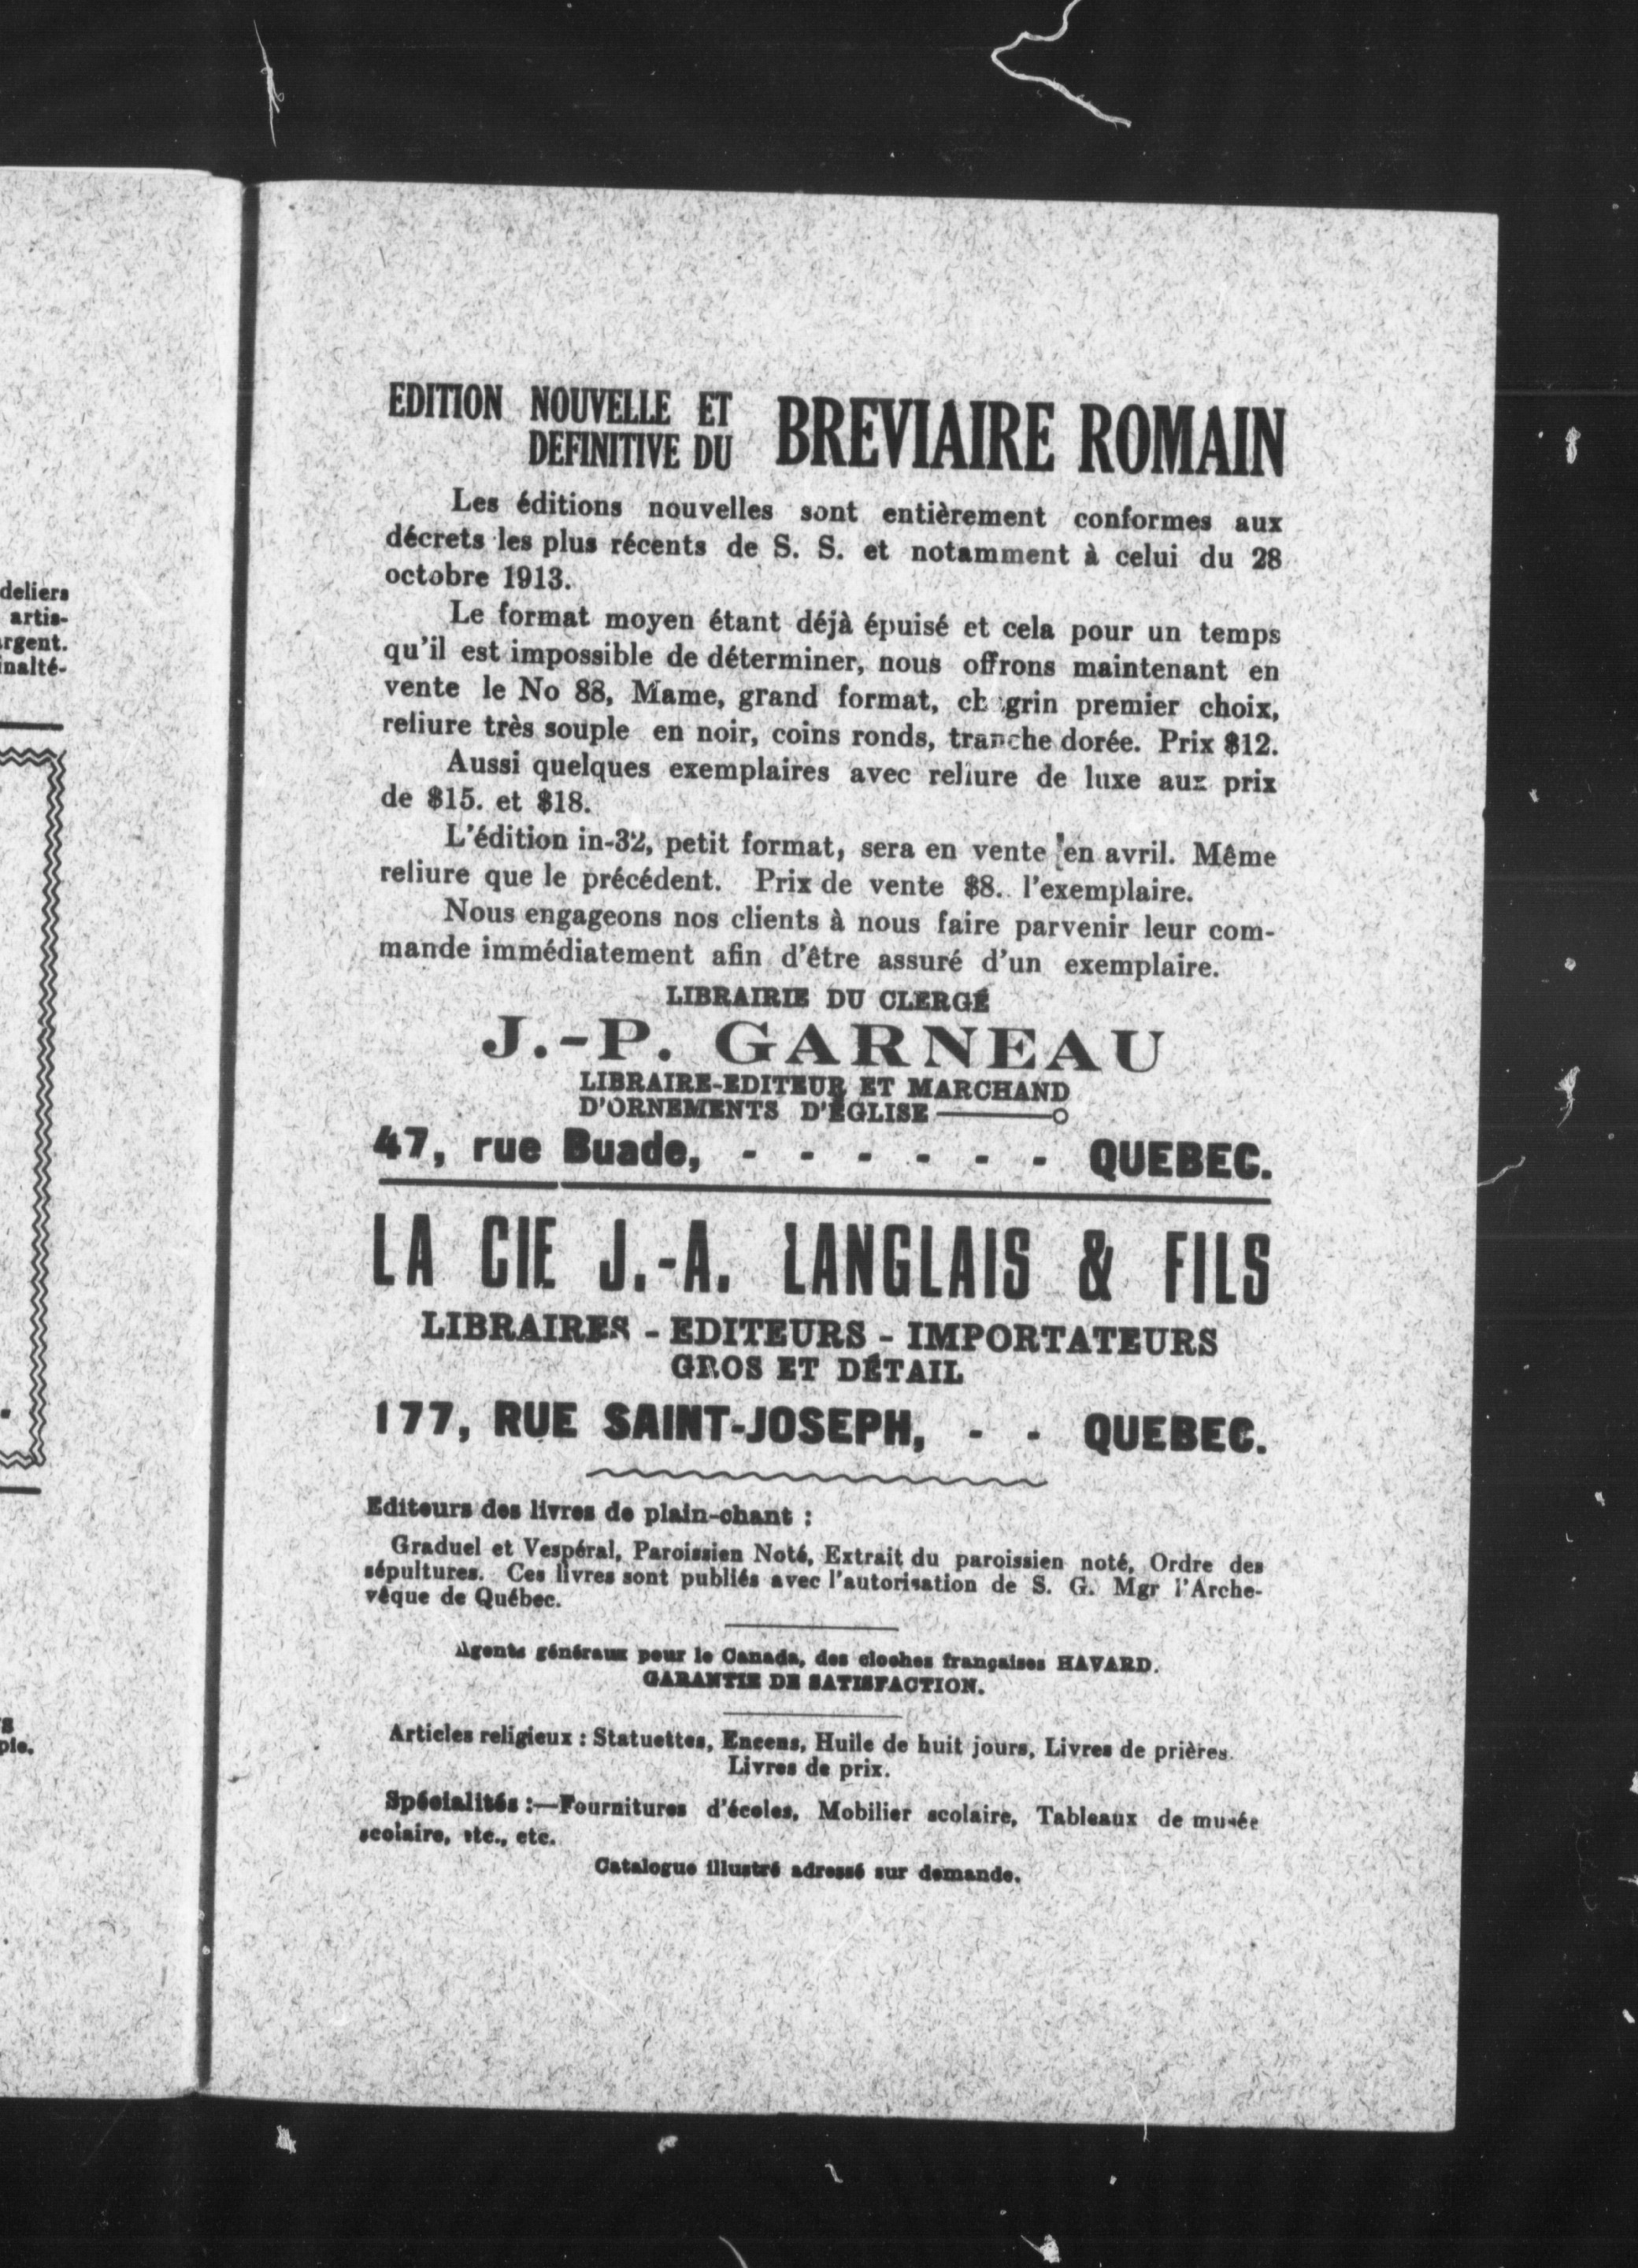 deliers
artis-
rgent.
inalté-
ple.
EDITION NOUVELLE ET
DEFINITIVE DU
BREVIAIRE ROMAIN
Les éditions nouvelles sont entièrement conformes aux
décrets les plus récents de S. S. et notamment à celui du 28
octobre 1913.
Le format moyen étant déjà épuisé et cela pour un temps
qu'il est impossible de déterminer, nous offrons maintenant en
vente le No 88, Mame, grand format, chagrin premier choix,
reliure très souple en noir, coins ronds, tranche dorée. Prix $12.
Aussi quelques exemplaires avec reliure de luxe aux prix
de $15. et $18.
L'édition in-32, petit format, sera en vente en avril. Même
reliure que le précédent. Prix de vente $8. l'exemplaire.
Nous engageons nos clients à nous faire parvenir leur com-
mande immédiatement afin d'être assuré d'un exemplaire.
LIBRAIRIE DU CLERGÉ
J.-P. GARNEAU
LIBRAIRE-EDITEUR ET MARCHAND
D'ORNEMENTS D'ÉGLISE
47, rue Buade, - - - - - - QUEBEC.
LA CIE J.-A. LANGLAIS & FILS
LIBRAIRES - EDITEURS - IMPORTATEURS
GROS ET DÉTAIL
177, RUE SAINT-JOSEPH, - - QUEBEC.
Editeurs des livres de plain-chant :
Graduel et Vespéral, Paroissien Noté, Extrait du paroissien noté, Ordre des
sépultures. Ces livres sont publiés avec l'autorisation de S. G. Mgr l'Arche-
vêque de Québec.
Agents généraux pour le Canada, des cloches françaises HAVARD.
GARANTIE DE SATISFACTION.
Articles religieux : Statuettes, Encens, Huile de huit jours, Livres de prières.
Livres de prix.
Spécialités :—Fournitures d'écoles, Mobilier scolaire, Tableaux de musée
scolaire, etc., etc.
Catalogue illustré adressé sur demande.